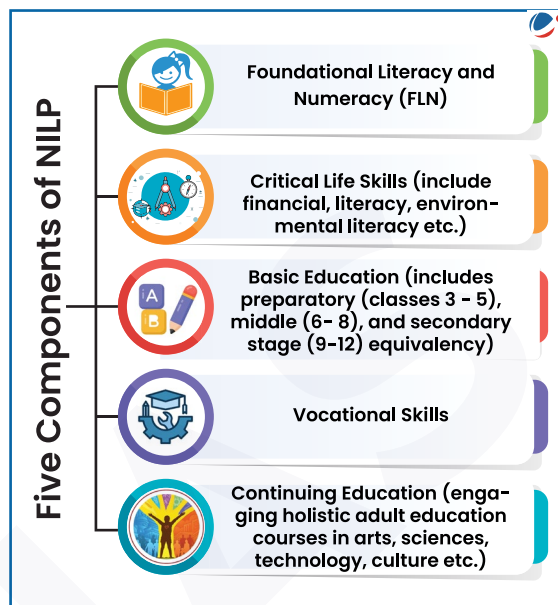 Five Components of NILP
Foundational Literacy and
Numeracy (FLN)
Critical Life Skills (include
financial, literacy, environ-
mental literacy etc.)
A
B
Basic Education (includes
preparatory (classes 3 - 5),
middle (6- 8), and secondary
stage (9-12) equivalency)
Vocational Skills
Continuing Education (enga-
ging holistic adult education
courses in arts, sciences,
technology, culture etc.)